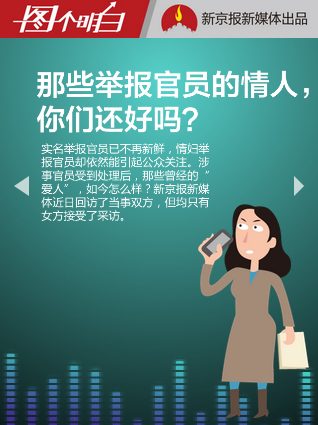 图个明白
新京报新媒体出品
那些举报官员的情人，
你们还好吗？
实名举报官员已不再新鲜，情妇举
报官员却依然能引起公众关注。涉
事官员受到处理后，那些曾经的“
爱人”，如今怎么样？新京报新媒
体近日回访了当事双方，但均只有
女方接受了采访。